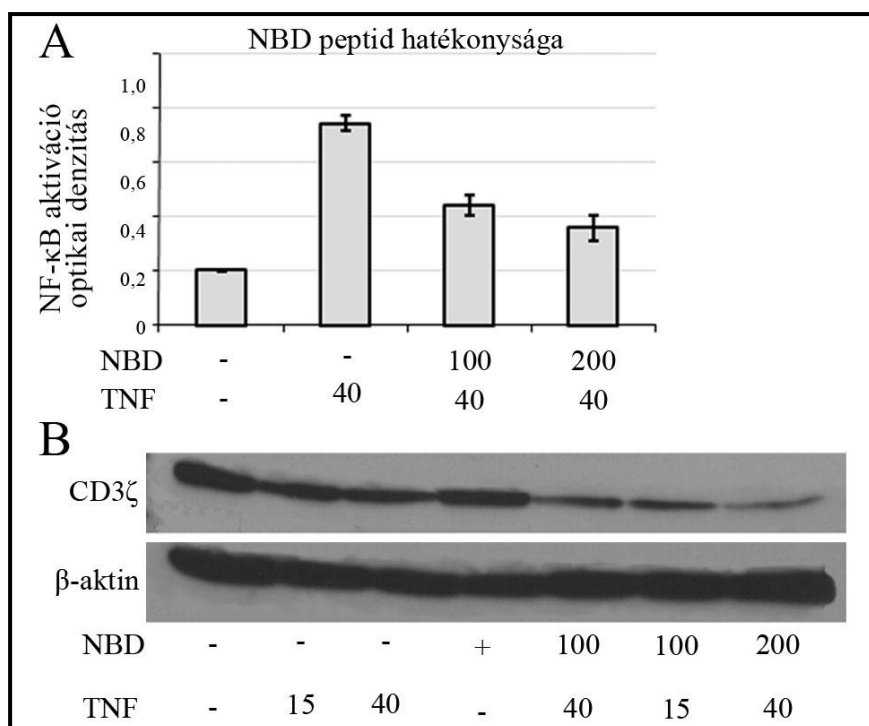 A
NBD peptid hatékonysága
NF-κB aktiváció
optikai denzitás
1,0
0,8
0,6
0,4
0,2
0
NBD - - 100 200
TNF - 40 40 40
B
CD3ζ
β-aktin
NBD - - - + 100 100 200
TNF - 15 40 - 40 15 40